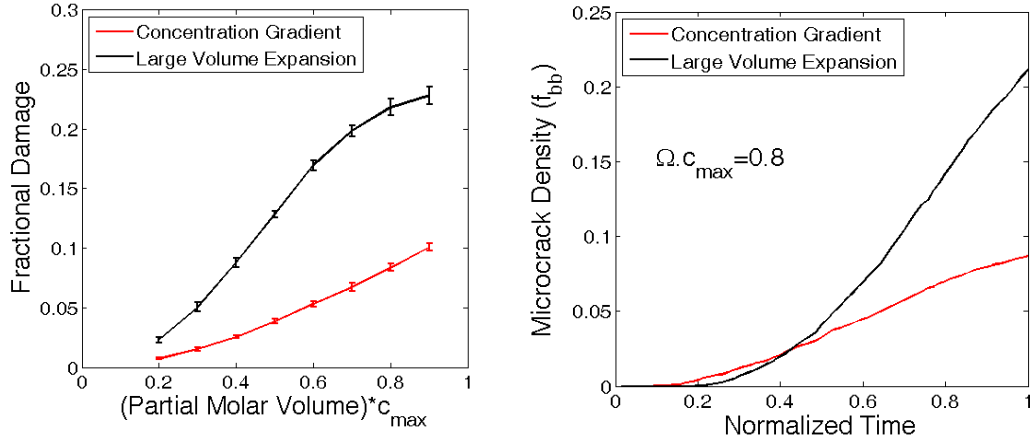 0.3
0.25
0.2
0.15
0.1
0.05
0
Fractional Damage
Concentration Gradient
Large Volume Expansion
0 0.2 0.4 0.6 0.8 1
(Partial Molar Volume)*c_max
0.25
0.2
0.15
0.1
0.05
0
Microcrack Density (f_bb)
Concentration Gradient
Large Volume Expansion
Ω.c_max=0.8
0 0.2 0.4 0.6 0.8 1
Normalized Time